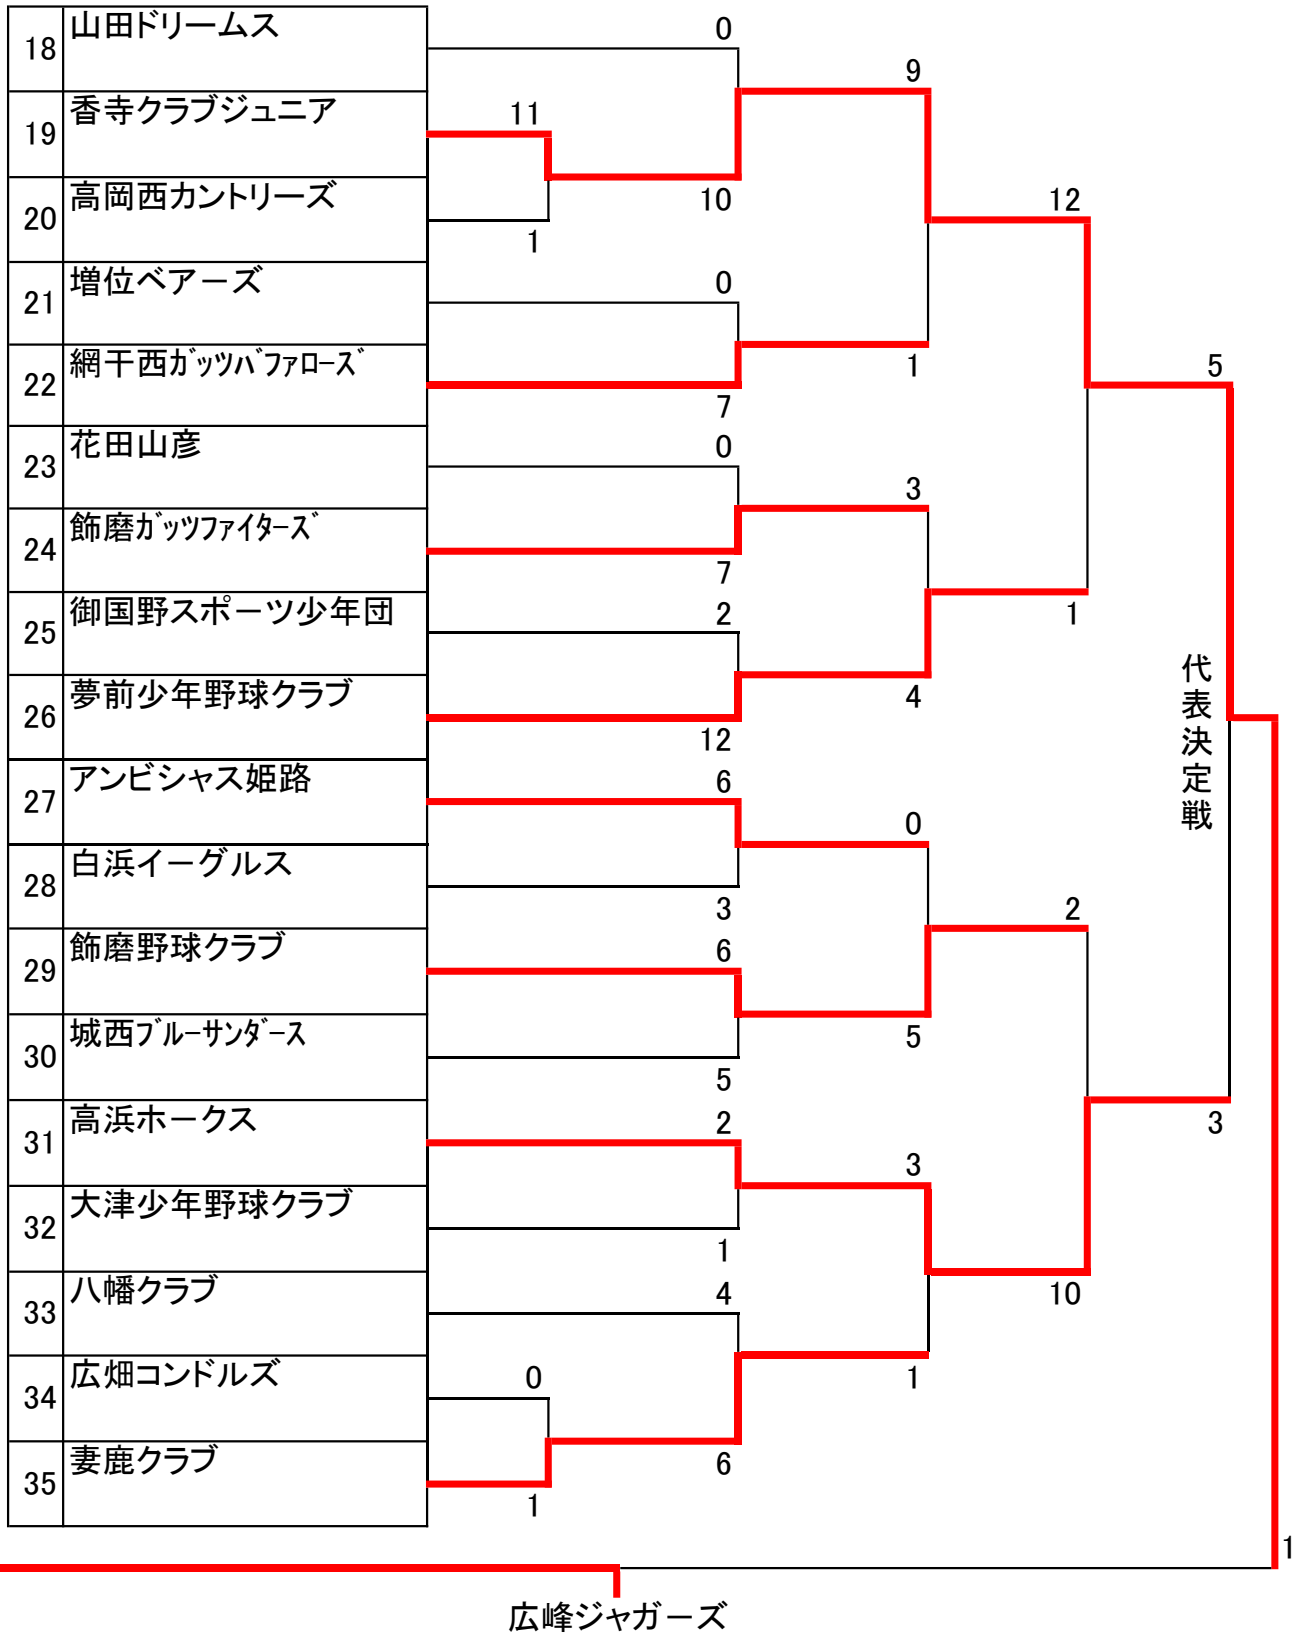 18 山田ドリームス
0
9
19 香寺クラブジュニア
11
10
12
20 高岡西カントリーズ
1
21 増位ベアーズ
0
1
5
22 網干西ｶﾞｯﾂﾊﾞﾌｧﾛｰｽﾞ
7
23 花田山彦
0
3
24 飾磨ｶﾞｯﾂﾌｧｲﾀｰｽﾞ
7
25 御国野スポーツ少年団
2
1
4
26 夢前少年野球クラブ
12
代表決定戦
27 アンビシャス姫路
6
0
28 白浜イーグルス
3
2
29 飾磨野球クラブ
6
5
30 城西ﾌﾞﾙｰｻﾝﾀﾞｰｽ
5
31 高浜ホークス
2
3
3
32 大津少年野球クラブ
1
33 八幡クラブ
4
10
34 広畑コンドルズ
0
1
35 妻鹿クラブ
1
6
1
広峰ジャガーズ